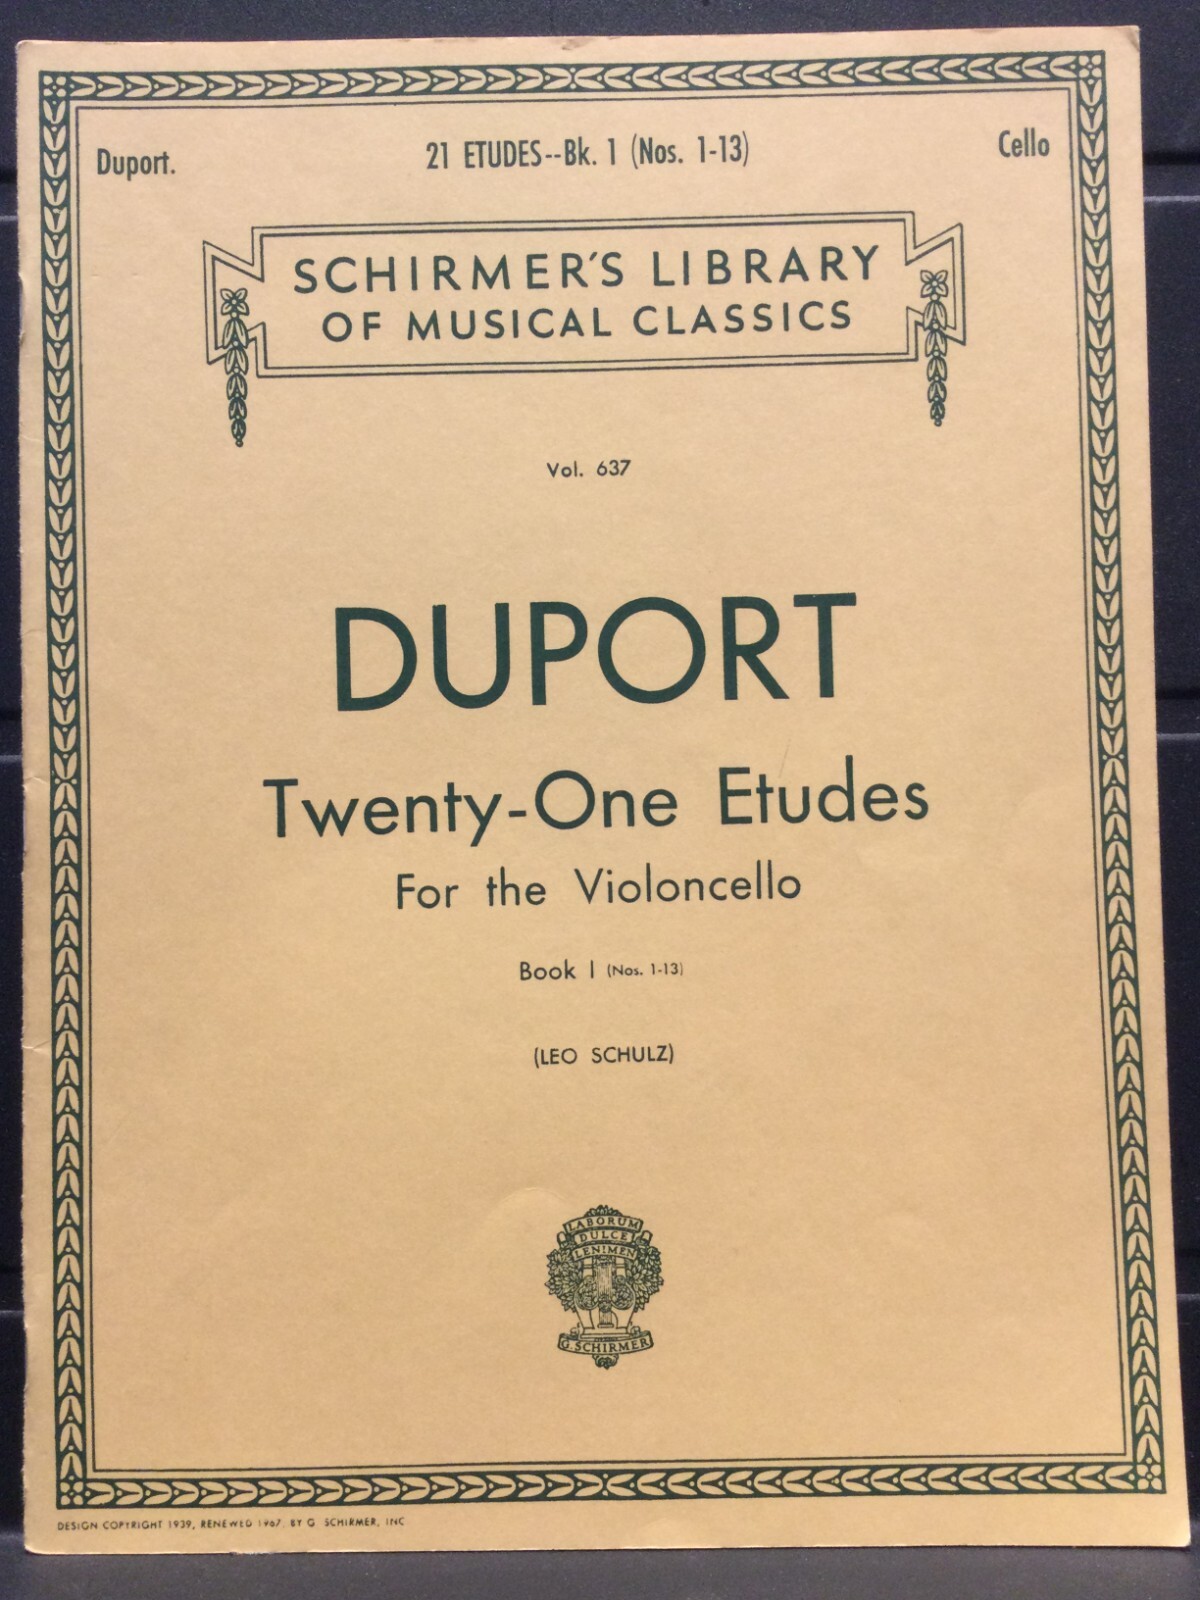 Duport.
21 ETUDES--Bk. 1 (Nos. 1-13)
Cello
SCHIRMER'S LIBRARY
OF MUSICAL CLASSICS
Vol. 637
DUPORT
Twenty-One Etudes
For the Violoncello
Book I (Nos. 1-13)
(LEO SCHULZ)
LABORUM
DULCE
LENIMEN
G. SCHIRMER
DESIGN COPYRIGHT 1939, RENEWED 1967, BY G. SCHIRMER, INC